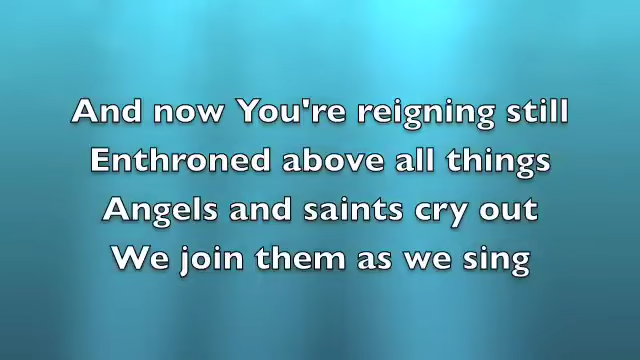 And now You're reigning still
Enthroned above all things
Angels and saints cry out
We join them as we sing